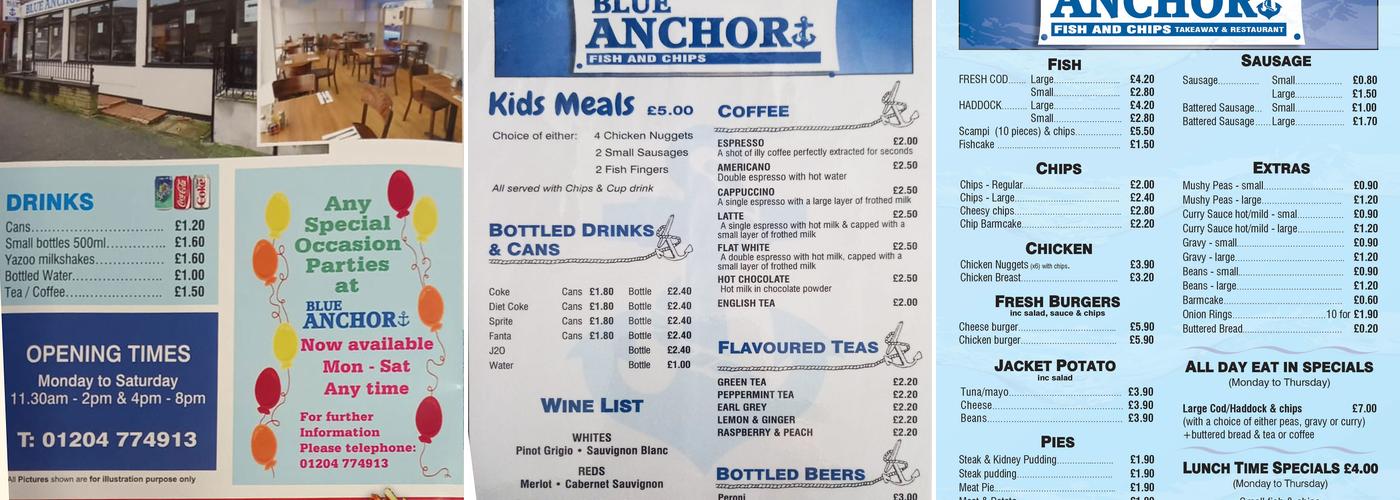 BLUE ANCHOR
DRINKS
Cans............ £1.20
Small bottles 500ml............ £1.60
Yazoo milkshakes............ £1.60
Bottled Water............ £1.00
Tea / Coffee............ £1.50
OPENING TIMES
Monday to Saturday
11.30am - 2pm & 4pm - 8pm
T: 01204 774913
All Pictures shown are for illustration purpose only
Any
Special
Occasion
Parties
at
BLUE
ANCHOR
Now available
Mon - Sat
Any time
For further
Information
Please telephone:
01204 774913
BLUE
ANCHOR
FISH AND CHIPS
Kids Meals £5.00
Choice of either: 4 Chicken Nuggets
2 Small Sausages
2 Fish Fingers
All served with Chips & Cup drink
BOTTLED DRINKS
& CANS
Coke Cans £1.80 Bottle £2.40
Diet Coke Cans £1.80 Bottle £2.40
Sprite Cans £1.80 Bottle £2.40
Fanta Cans £1.80 Bottle £2.40
J2O Bottle £2.40
Water Bottle £1.00
WINE LIST
WHITES
Pinot Grigio • Sauvignon Blanc
REDS
Merlot • Cabernet Sauvignon
COFFEE
ESPRESSO £2.00
A shot of illy coffee perfectly extracted for seconds
AMERICANO £2.50
Double espresso with hot water
CAPPUCCINO £2.50
A single espresso with a large layer of frothed milk
LATTE £2.50
A single espresso with hot milk & capped with a
small layer of frothed milk
FLAT WHITE £2.50
A double espresso with hot milk, capped with a
small layer of frothed milk
HOT CHOCOLATE £2.50
Hot milk in chocolate powder
ENGLISH TEA £2.00
FLAVOURED TEAS
GREEN TEA £2.20
PEPPERMINT TEA £2.20
EARL GREY £2.20
LEMON & GINGER £2.20
RASPBERRY & PEACH £2.20
BOTTLED BEERS
Peroni £3.00
ANCHOR
FISH AND CHIPS TAKEAWAY & RESTAURANT
FISH
FRESH COD...... Large............ £4.20
Small............ £2.80
HADDOCK......... Large............ £4.20
Small............ £2.80
Scampi (10 pieces) & chips............ £5.50
Fishcake ............ £1.50
CHIPS
Chips - Regular............ £2.00
Chips - Large............ £2.40
Cheesy chips............ £2.80
Chip Barmcake ............ £2.20
CHICKEN
Chicken Nuggets (x6) with chips. £3.90
Chicken Breast............ £3.20
FRESH BURGERS
inc salad, sauce & chips
Cheese burger............ £5.90
Chicken burger............ £5.90
JACKET POTATO
inc salad
Tuna/mayo............ £3.90
Cheese............ £3.90
Beans............ £3.90
PIES
Steak & Kidney Pudding............ £1.90
Steak pudding............ £1.90
Meat Pie............ £1.90
SAUSAGE
Sausage............ Small............ £0.80
Large............ £1.50
Battered Sausage... Small............ £1.00
Battered Sausage...... Large............ £1.70
EXTRAS
Mushy Peas - small............ £0.90
Mushy Peas - large............ £1.20
Curry Sauce hot/mild - smal............ £0.90
Curry Sauce hot/mild - large............ £1.20
Gravy - small............ £0.90
Gravy - large............ £1.20
Beans - small............ £0.90
Beans - large............ £1.20
Barmcake............ £0.60
Onion Rings............ 10 for £1.90
Buttered Bread............ £0.20
ALL DAY EAT IN SPECIALS
(Monday to Thursday)
Large Cod/Haddock & chips £7.00
(with a choice of either peas, gravy or curry)
+buttered bread & tea or coffee
LUNCH TIME SPECIALS £4.00
(Monday to Thursday)